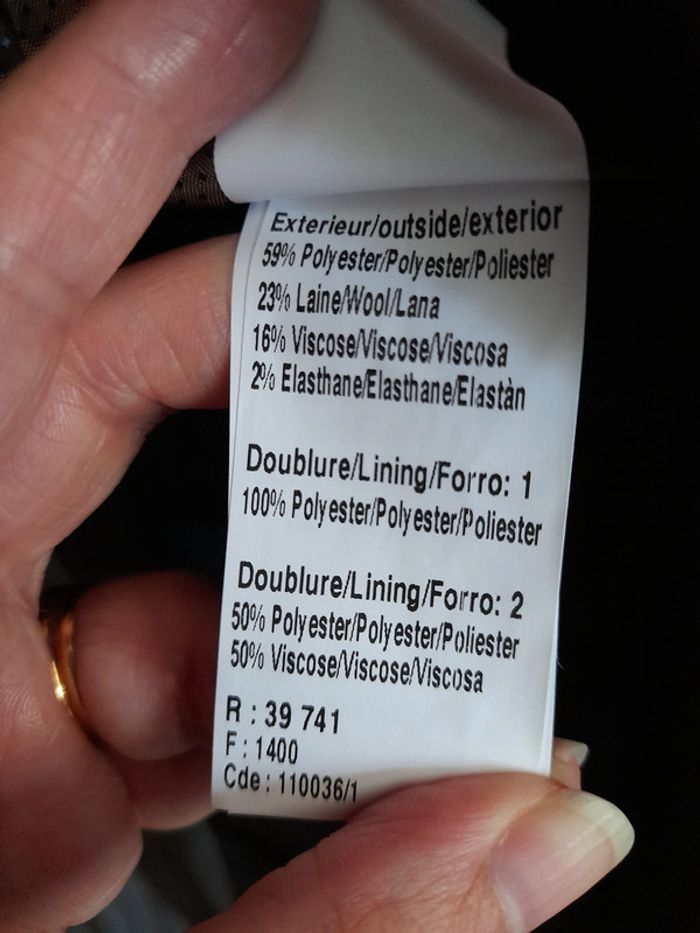 Exterieur/outside/exterior
59% Polyester/Polyester/Poliester
23% Laine/Wool/Lana
16% Viscose/Viscose/Viscosa
2% Elasthane/Elasthane/Elastàn
Doublure/Lining/Forro: 1
100% Polyester/Polyester/Poliester
Doublure/Lining/Forro: 2
50% Polyester/Polyester/Poliester
50% Viscose/Viscose/Viscosa
R : 39 741
F : 1400
Cde : 110036/1